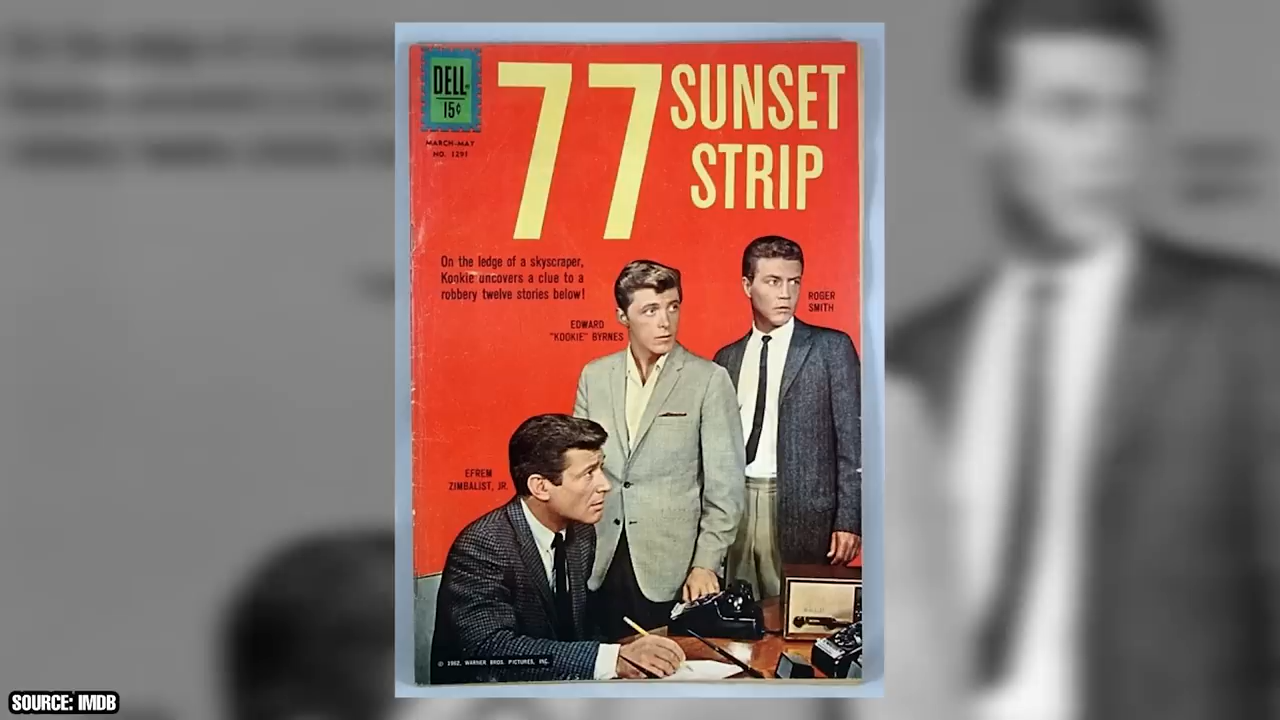 DELL
15¢
MARCH-MAY
NO. 1291
77 SUNSET
STRIP
On the ledge of a skyscraper,
Kookie uncovers a clue to a
robbery twelve stories below!
EDWARD
"KOOKIE" BYRNES
ROGER
SMITH
EFREM
ZIMBALIST, JR.
© 1962, WARNER BROS. PICTURES, INC.
SOURCE: IMDB